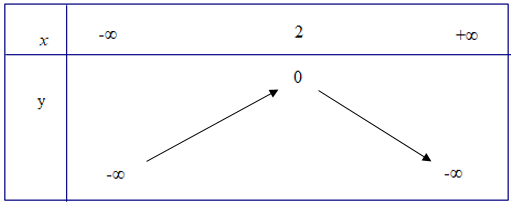 x -∞ 2 +∞
0
y
-∞ -∞